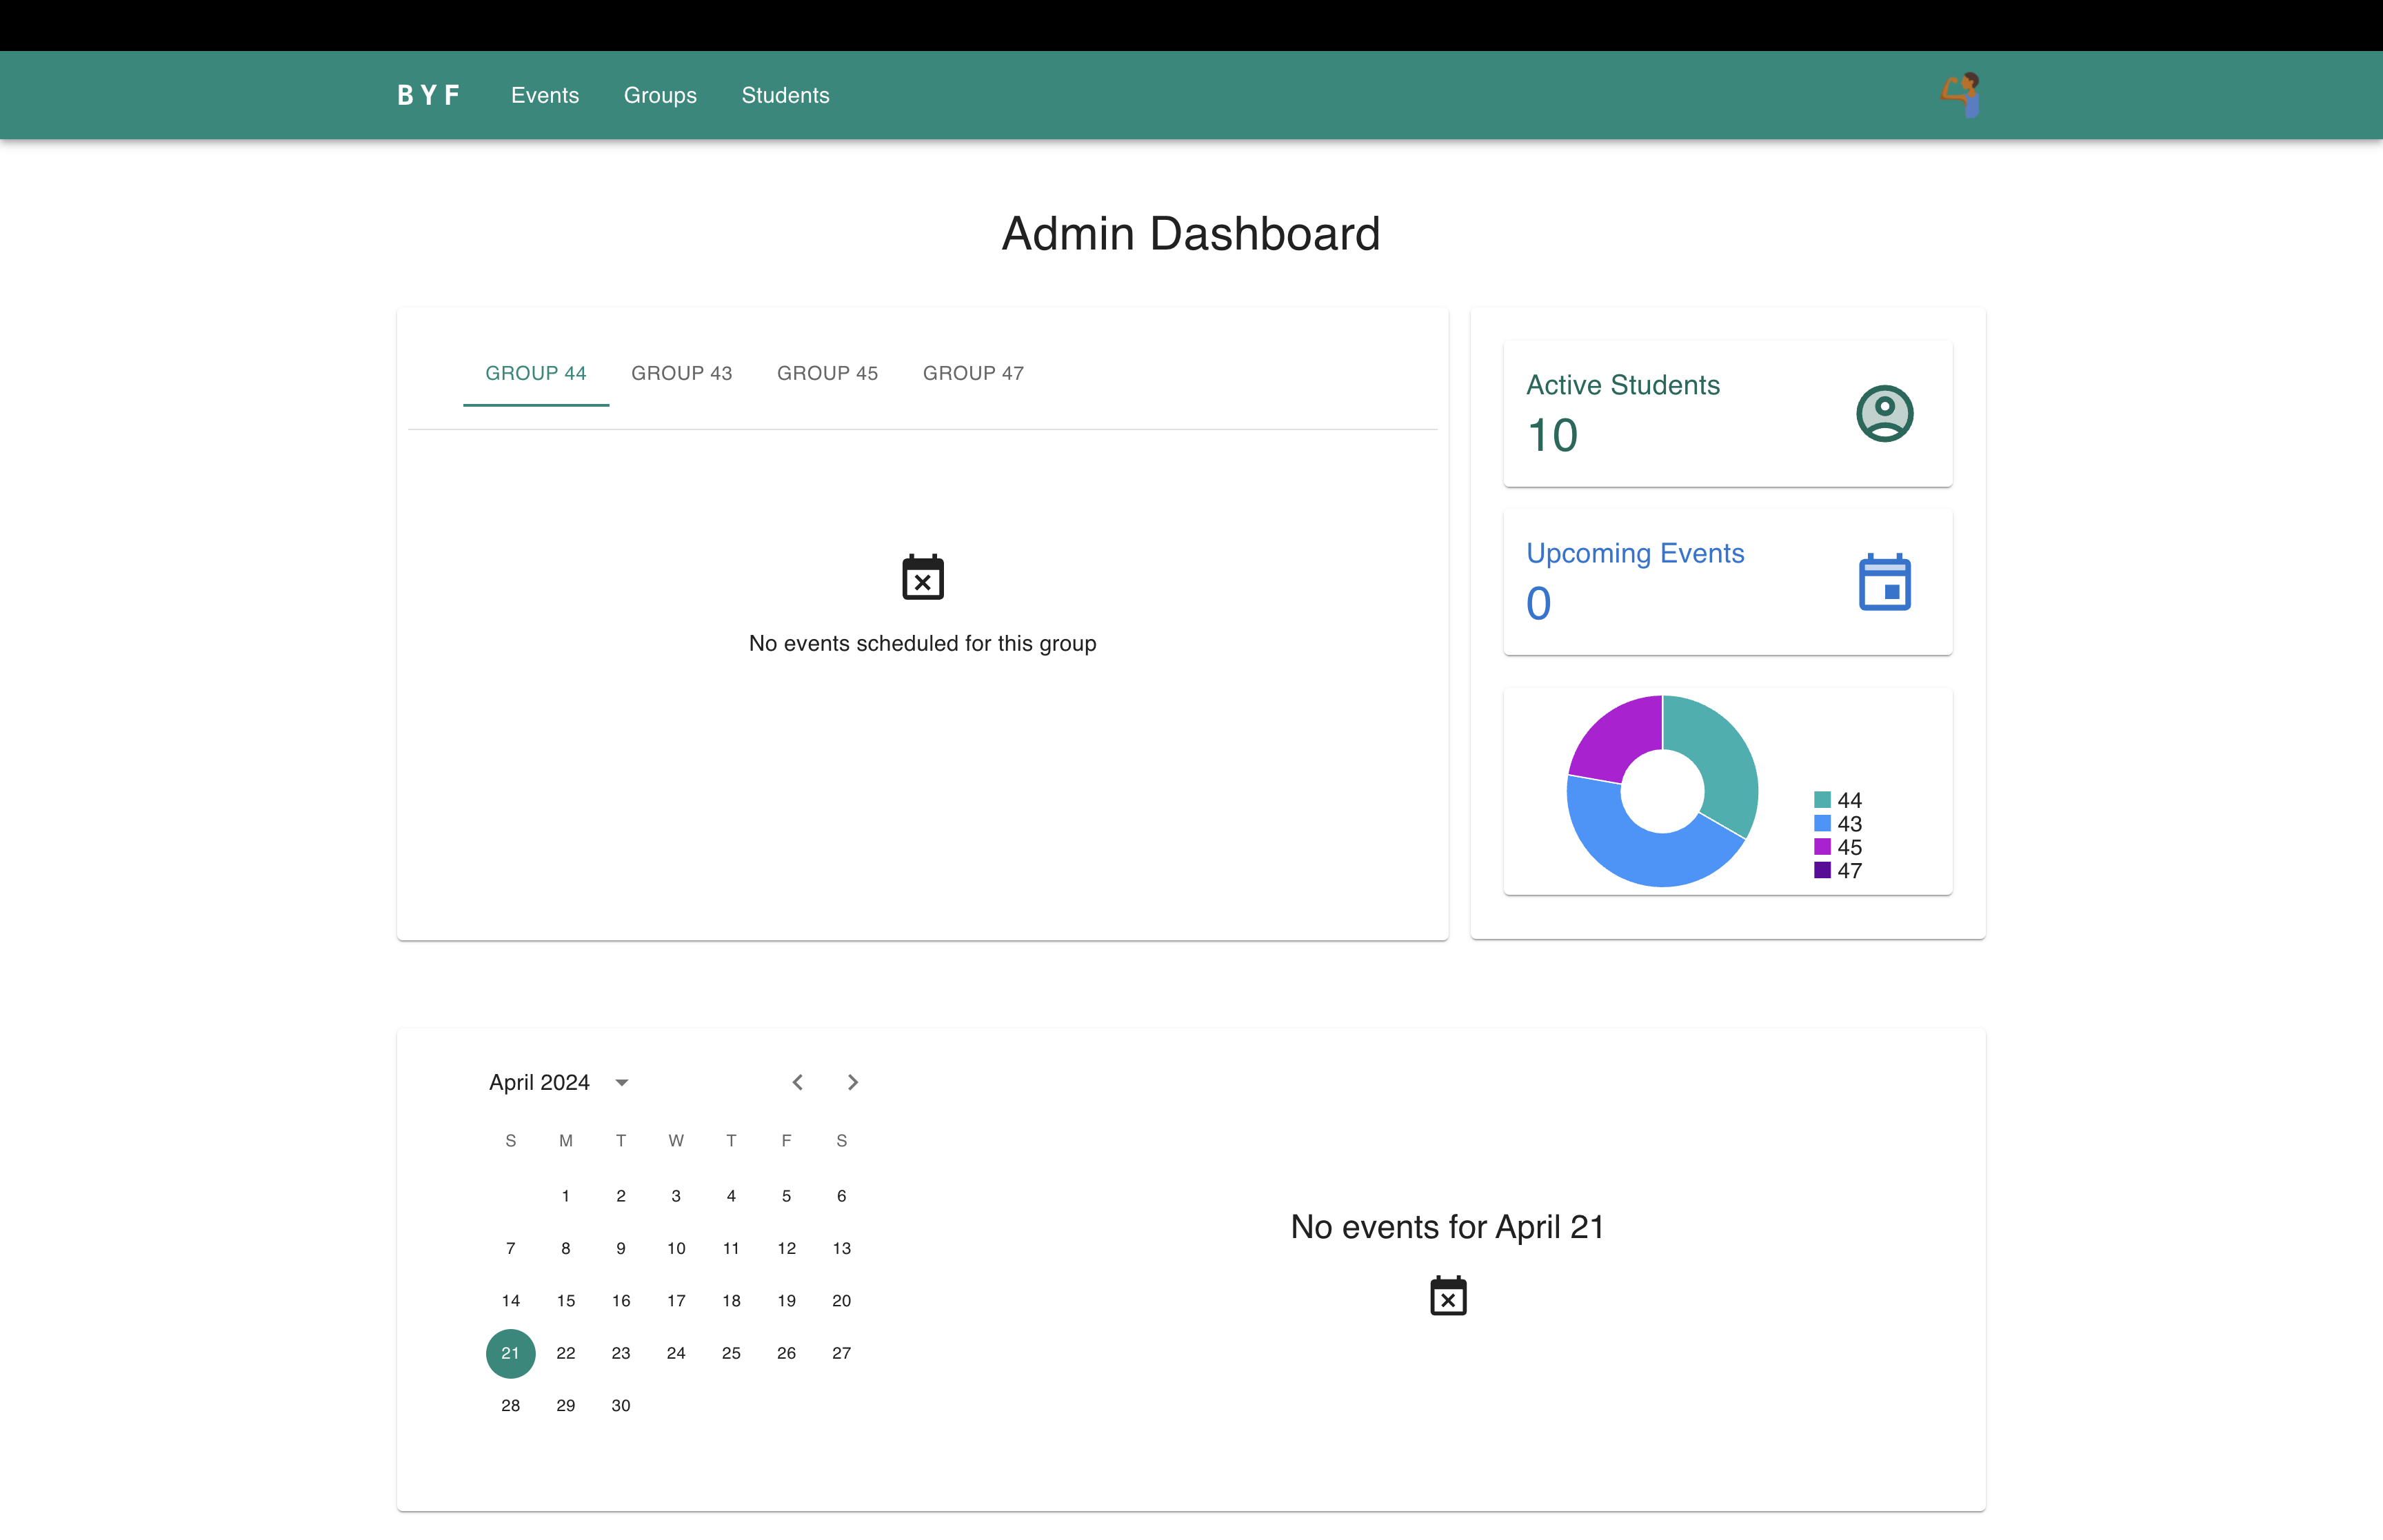 BYF Events Groups Students
Admin Dashboard
GROUP 44 GROUP 43 GROUP 45 GROUP 47
No events scheduled for this group
Active Students
10
Upcoming Events
0
44
43
45
47
April 2024
S M T W T F S
1 2 3 4 5 6
7 8 9 10 11 12 13
14 15 16 17 18 19 20
21 22 23 24 25 26 27
28 29 30
No events for April 21